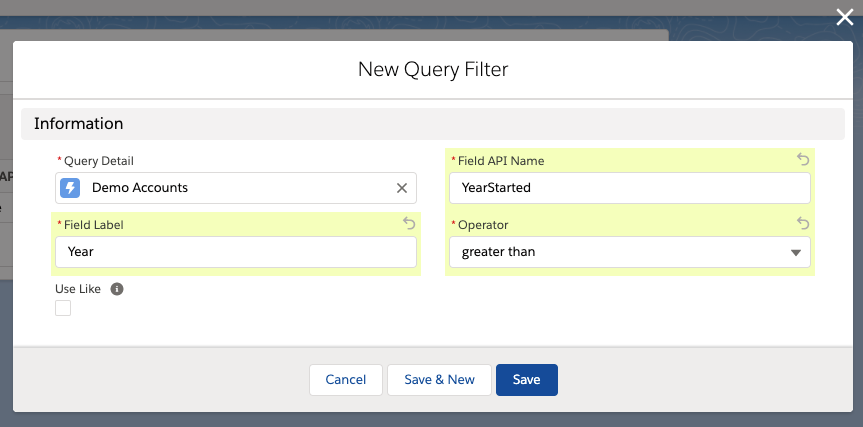 New Query Filter
Information
* Query Detail
Demo Accounts
* Field API Name
YearStarted
* Field Label
Year
* Operator
greater than
Use Like
Cancel
Save & New
Save